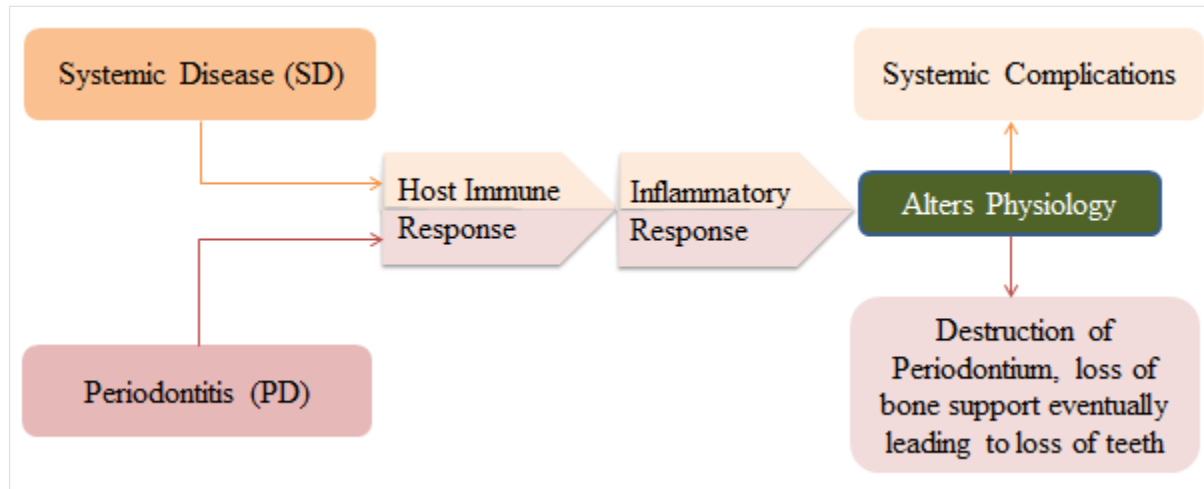 Systemic Disease (SD)
Systemic Complications
Host Immune
Response
Inflammatory
Response
Alters Physiology
Periodontitis (PD)
Destruction of
Periodontium, loss of
bone support eventually
leading to loss of teeth